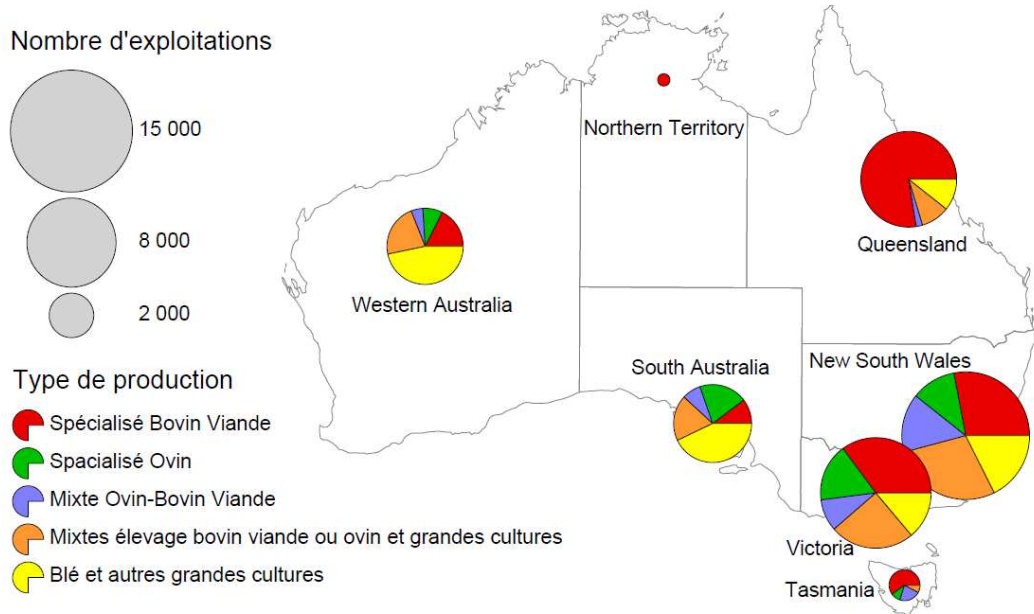 Nombre d'exploitations
15 000
8 000
2 000
Type de production
Spécialisé Bovin Viande
Spacialisé Ovin
Mixte Ovin-Bovin Viande
Mixtes élevage bovin viande ou ovin et grandes cultures
Blé et autres grandes cultures
Northern Territory
Queensland
Western Australia
South Australia
New South Wales
Victoria
Tasmania